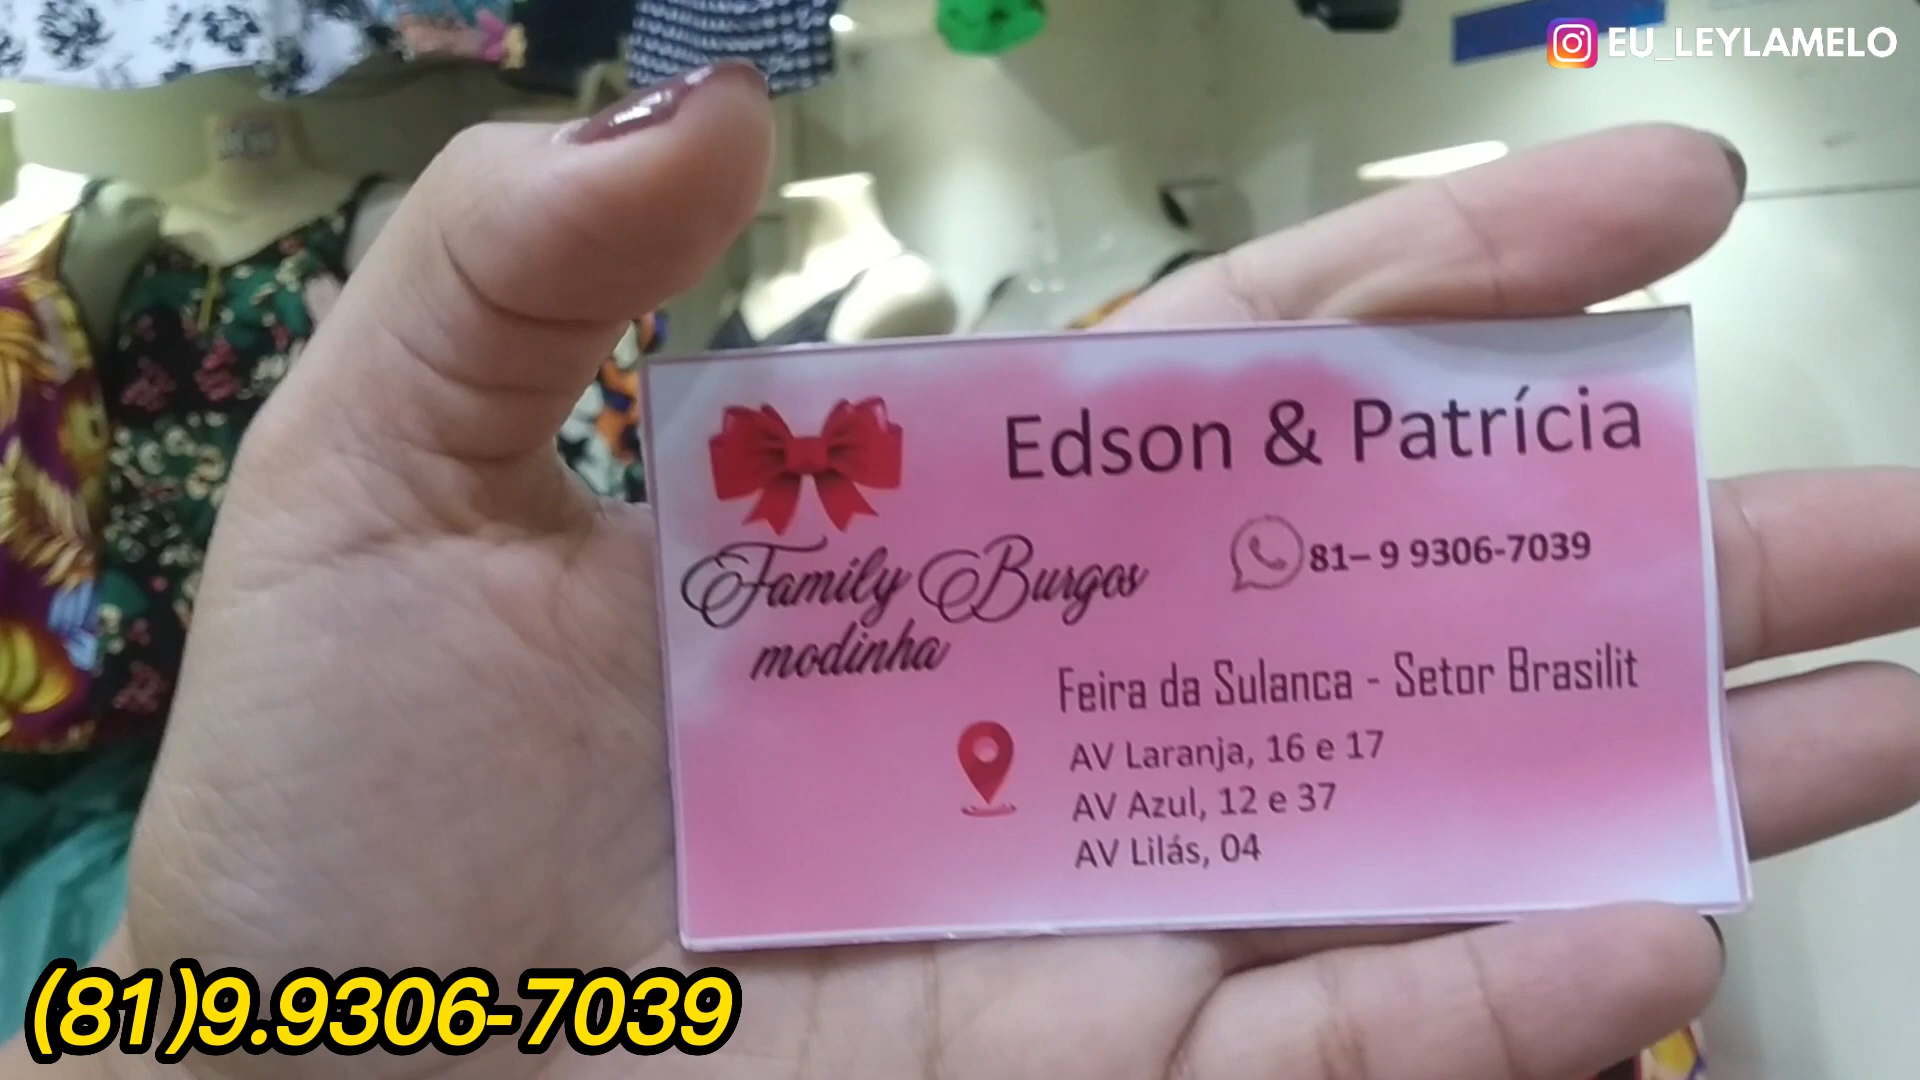 EU_LEYLAMELO
Edson & Patrícia
Family Burgos
modinha
81– 9 9306-7039
Feira da Sulanca - Setor Brasilit
AV Laranja, 16 e 17
AV Azul, 12 e 37
AV Lilás, 04
(81)9.9306-7039